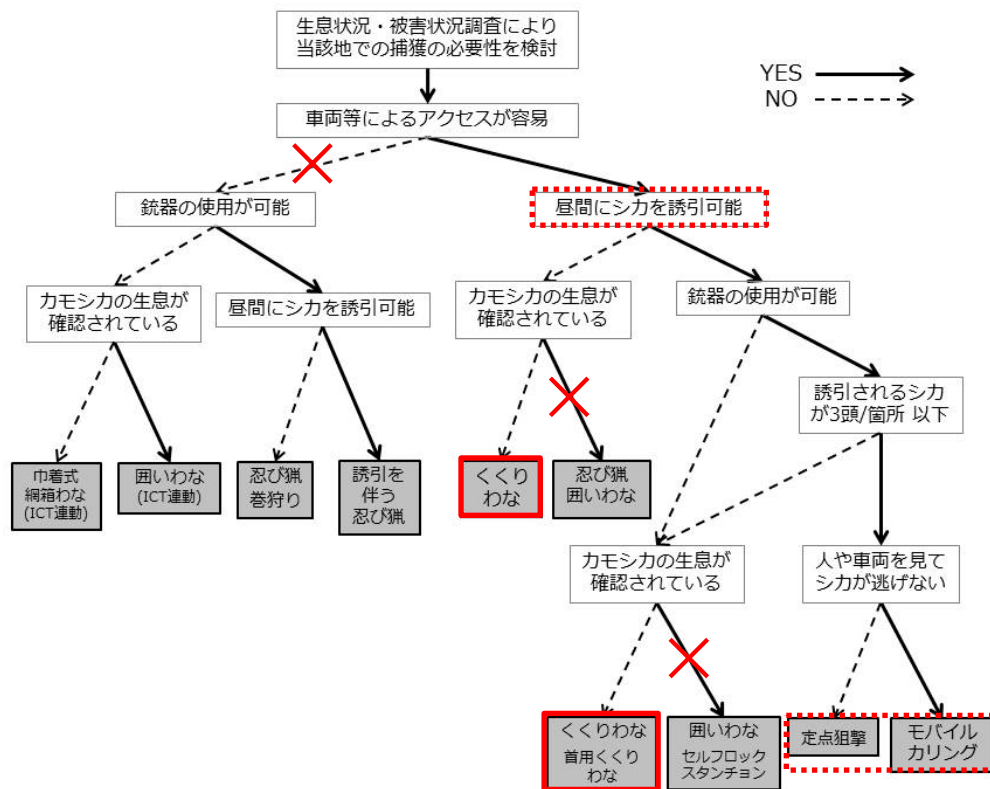 生息状況・被害状況調査により
当該地での捕獲の必要性を検討
YES
NO
車両等によるアクセスが容易
銃器の使用が可能
昼間にシカを誘引可能
カモシカの生息が
確認されている
昼間にシカを誘引可能
カモシカの生息が
確認されている
銃器の使用が可能
誘引されるシカ
が3頭/箇所 以下
巾着式
網箱わな
(ICT連動)
囲いわな
(ICT連動)
忍び猟
巻狩り
誘引を
伴う
忍び猟
くくり
わな
忍び猟
囲いわな
カモシカの生息が
確認されている
人や車両を見て
シカが逃げない
くくりわな
首用くくり
わな
囲いわな
セルフロック
スタンチョン
定点狙撃
モバイル
カリング